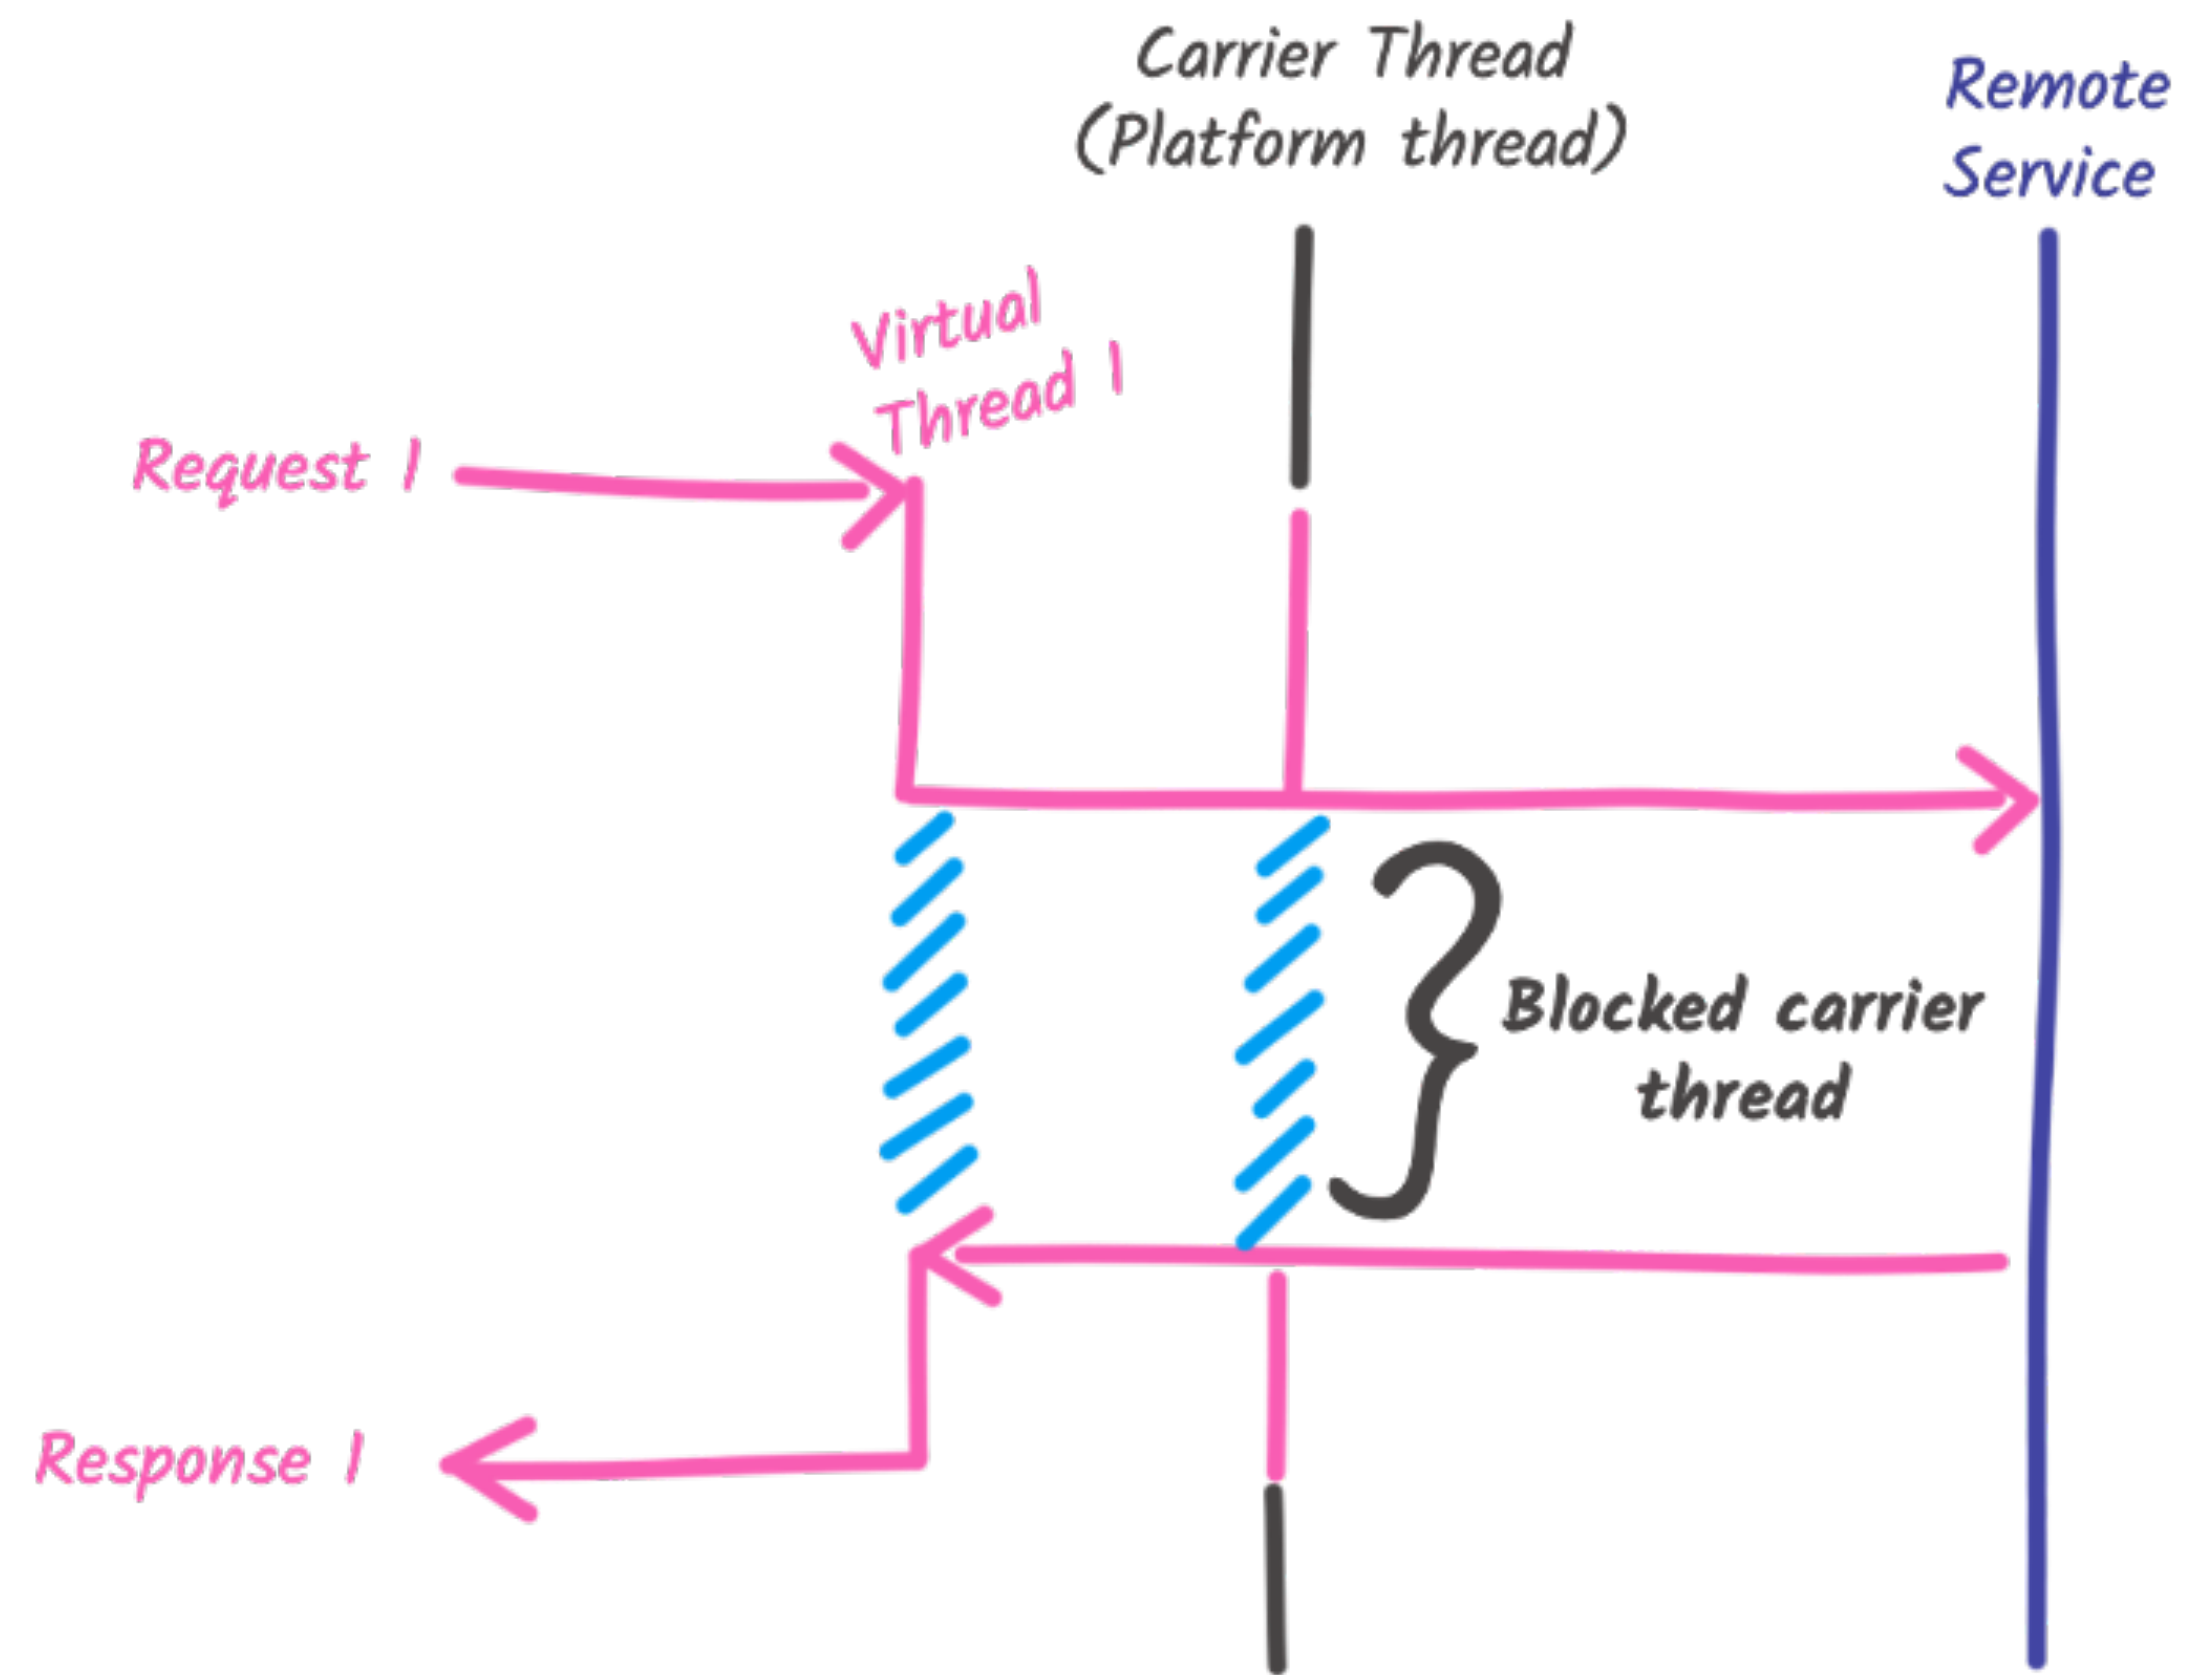 Carrier Thread
(Platform thread)
Remote
Service
Virtual
Thread 1
Request 1
Blocked carrier
thread
Response 1